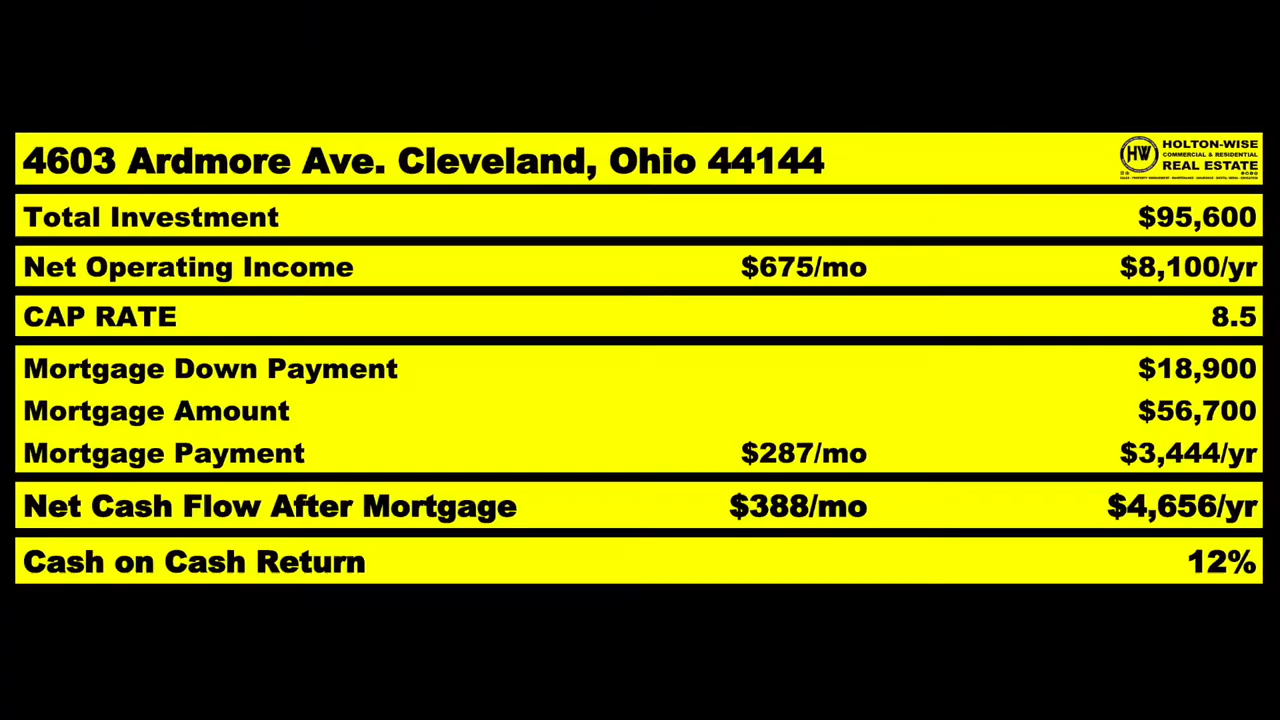 4603 Ardmore Ave. Cleveland, Ohio 44144
HW
HOLTON-WISE
COMMERCIAL & RESIDENTIAL
REAL ESTATE
Total Investment $95,600
Net Operating Income $675/mo $8,100/yr
CAP RATE 8.5
Mortgage Down Payment $18,900
Mortgage Amount $56,700
Mortgage Payment $287/mo $3,444/yr
Net Cash Flow After Mortgage $388/mo $4,656/yr
Cash on Cash Return 12%